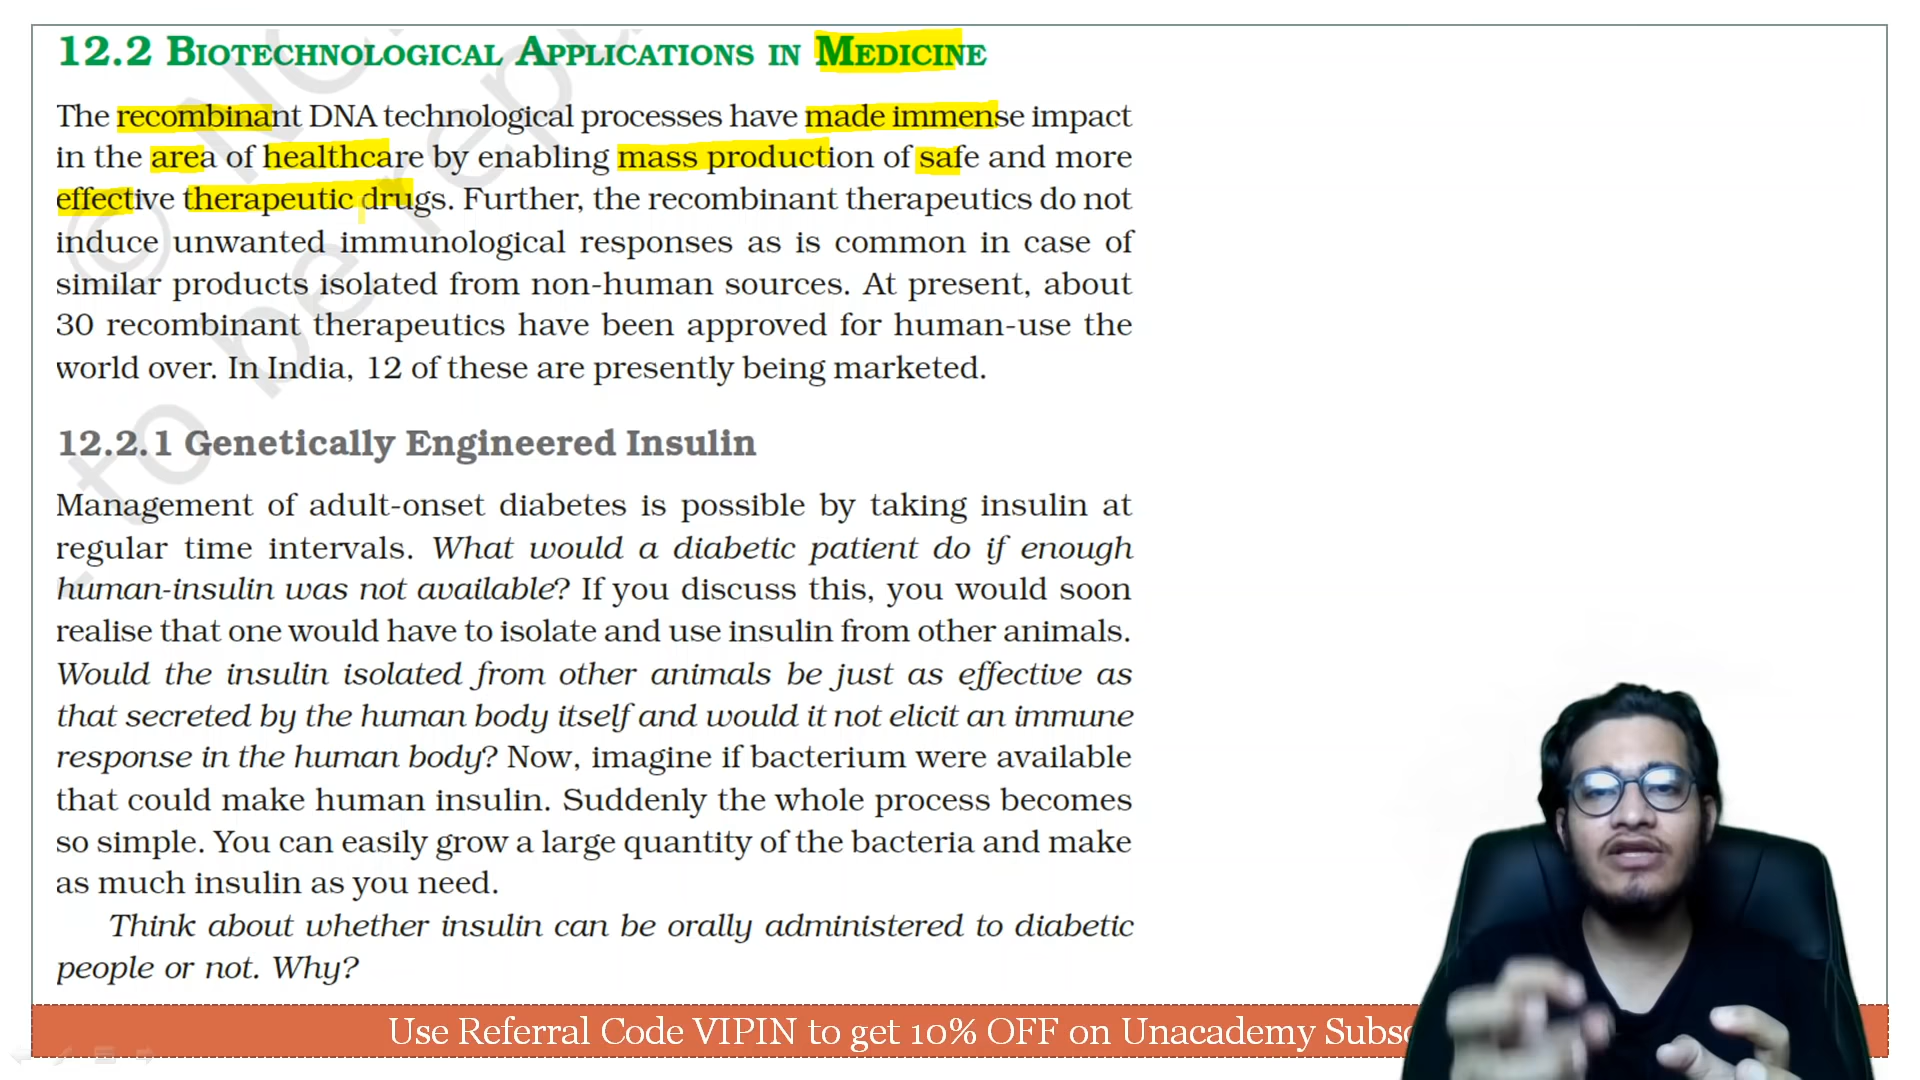 12.2 BIOTECHNOLOGICAL APPLICATIONS IN MEDICINE
The recombinant DNA technological processes have made immense impact
in the area of healthcare by enabling mass production of safe and more
effective therapeutic drugs. Further, the recombinant therapeutics do not
induce unwanted immunological responses as is common in case of
similar products isolated from non-human sources. At present, about
30 recombinant therapeutics have been approved for human-use the
world over. In India, 12 of these are presently being marketed.
12.2.1 Genetically Engineered Insulin
Management of adult-onset diabetes is possible by taking insulin at
regular time intervals. What would a diabetic patient do if enough
human-insulin was not available? If you discuss this, you would soon
realise that one would have to isolate and use insulin from other animals.
Would the insulin isolated from other animals be just as effective as
that secreted by the human body itself and would it not elicit an immune
response in the human body? Now, imagine if bacterium were available
that could make human insulin. Suddenly the whole process becomes
so simple. You can easily grow a large quantity of the bacteria and make
as much insulin as you need.
Think about whether insulin can be orally administered to diabetic
people or not. Why?
Use Referral Code VIPIN to get 10% OFF on Unacademy